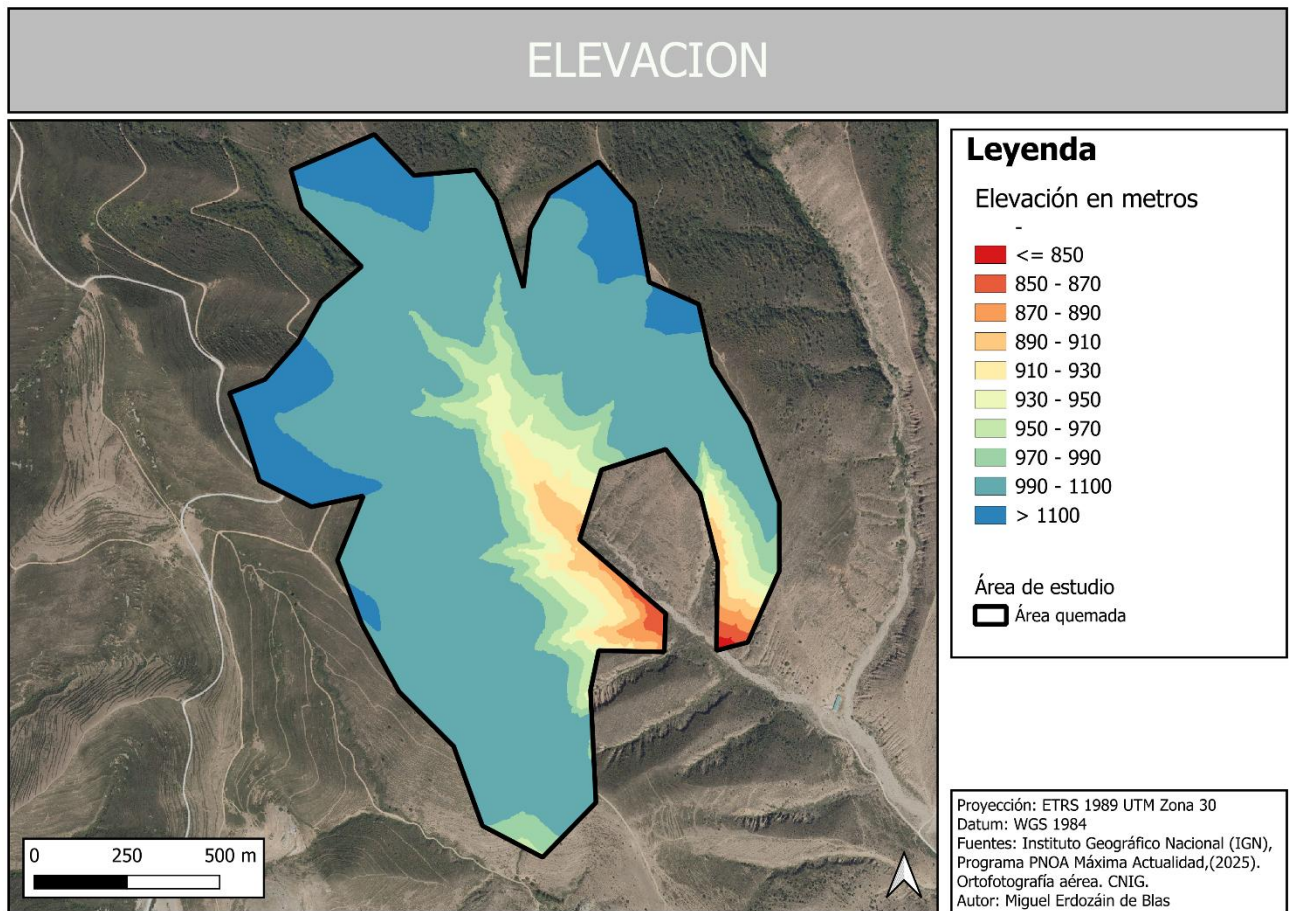 ELEVACION
Leyenda
Elevación en metros
-
<= 850
850 - 870
870 - 890
890 - 910
910 - 930
930 - 950
950 - 970
970 - 990
990 - 1100
> 1100
Área de estudio
Área quemada
0 250 500 m
Proyección: ETRS 1989 UTM Zona 30
Datum: WGS 1984
Fuentes: Instituto Geográfico Nacional (IGN),
Programa PNOA Máxima Actualidad,(2025).
Ortofotografía aérea. CNIG.
Autor: Miguel Erdozáin de Blas